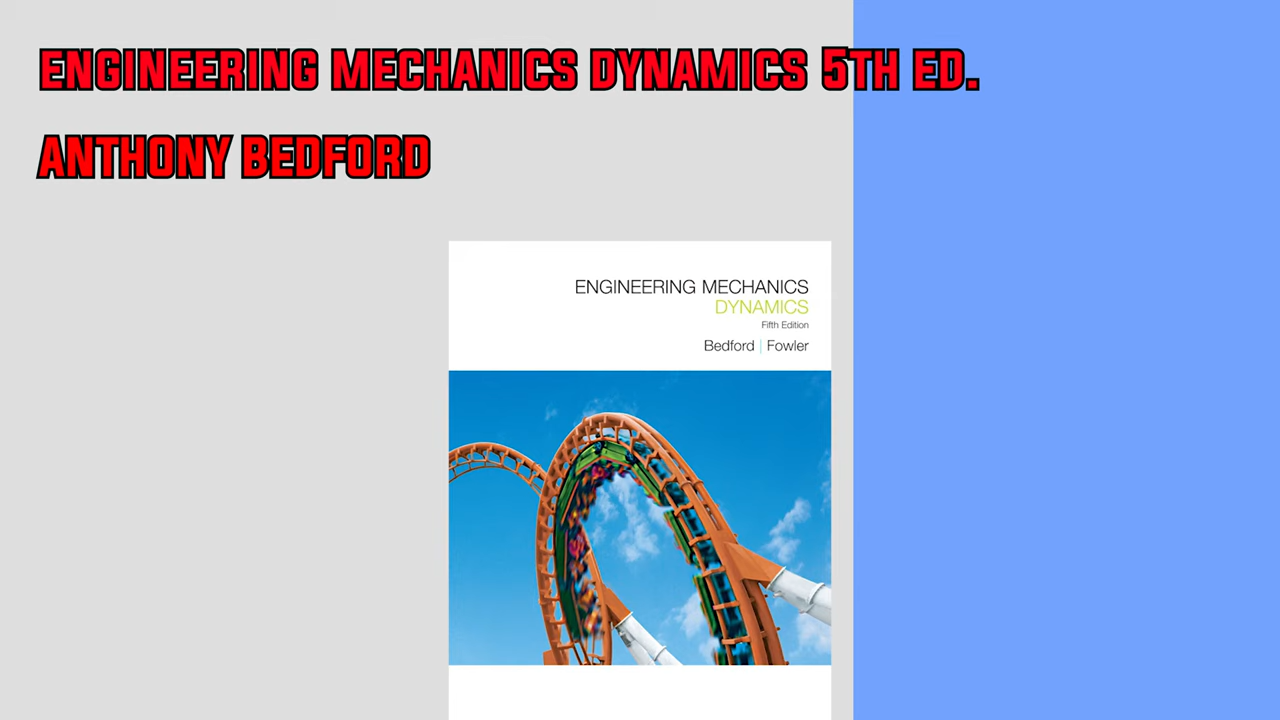 ENGINEERING MECHANICS DYNAMICS 5TH ED.
ANTHONY BEDFORD
ENGINEERING MECHANICS
DYNAMICS
Fifth Edition
Bedford | Fowler